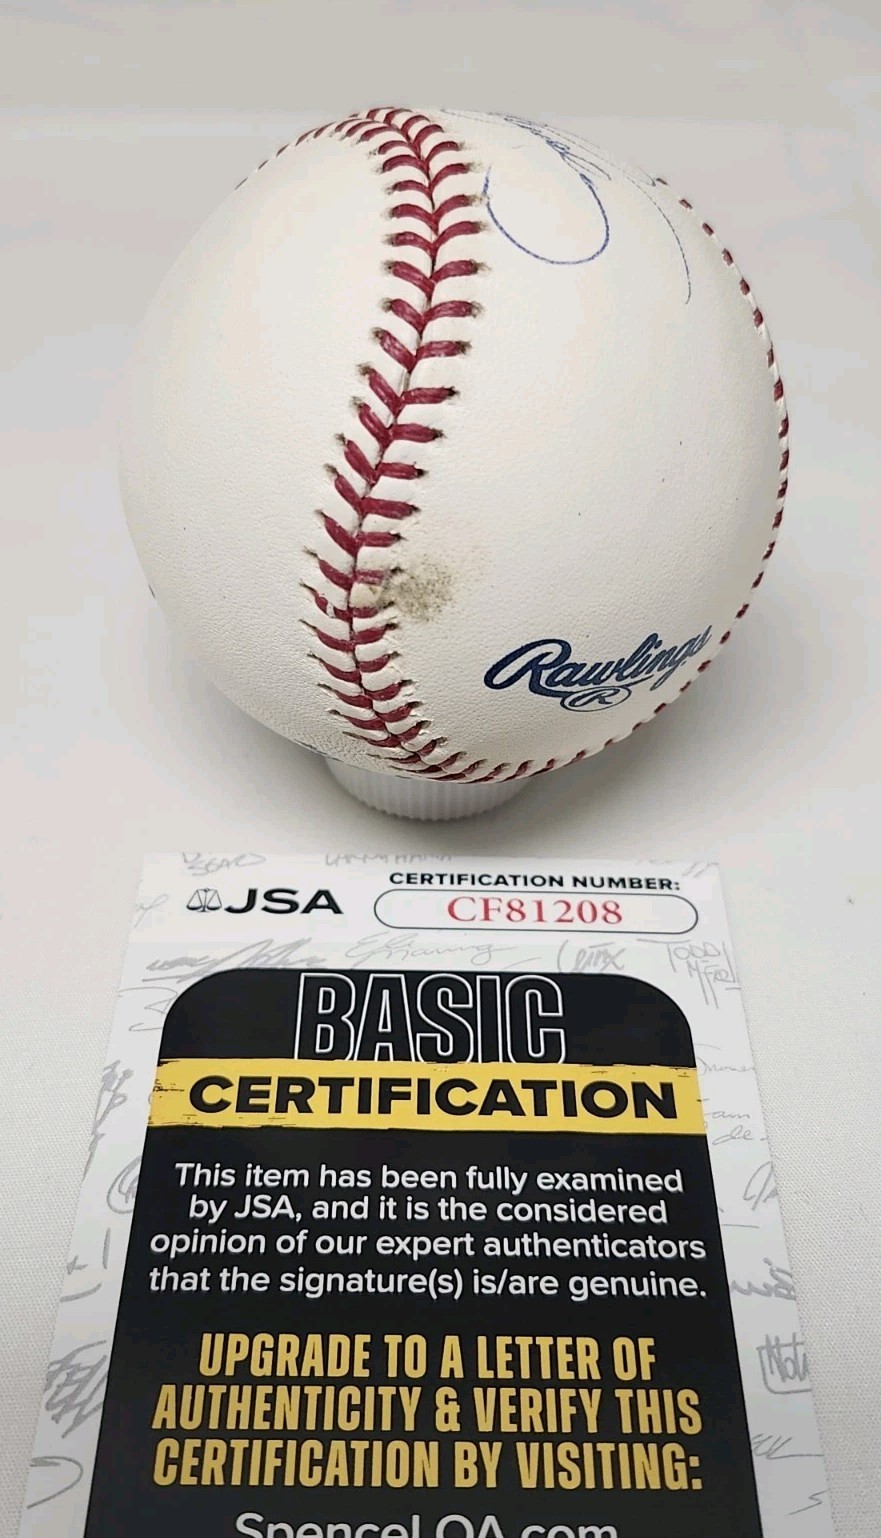 Rawlings
®
JSA
CERTIFICATION NUMBER:
CF81208
BASIC
CERTIFICATION
This item has been fully examined
by JSA, and it is the considered
opinion of our expert authenticators
that the signature(s) is/are genuine.
UPGRADE TO A LETTER OF
AUTHENTICITY & VERIFY THIS
CERTIFICATION BY VISITING:
SpenceLOA.com